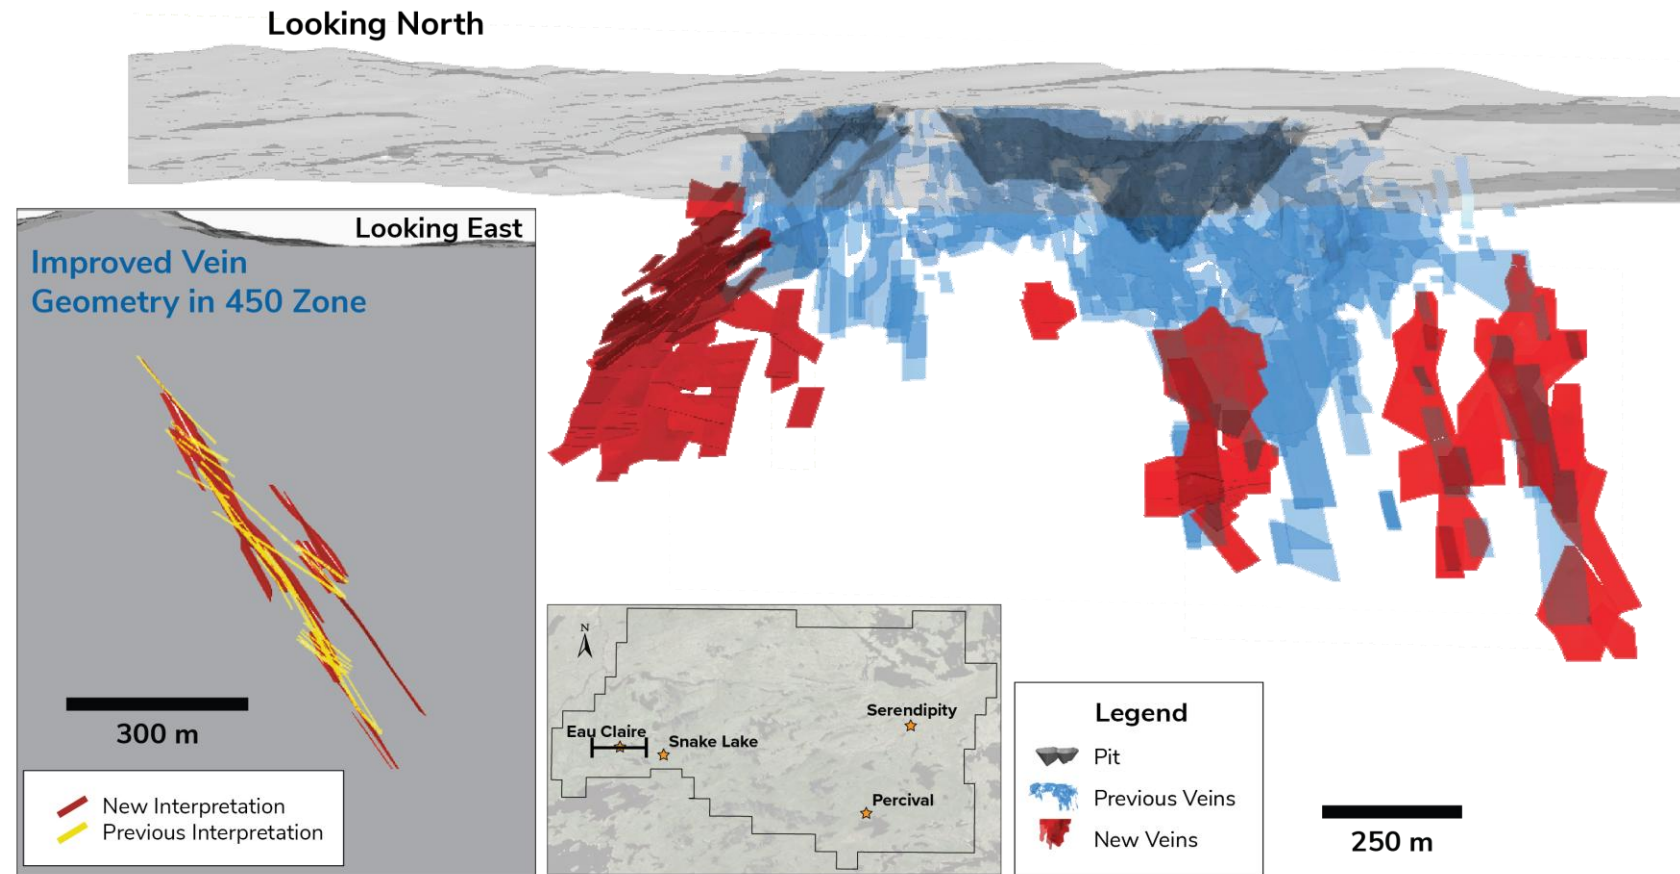 Looking North
Looking East
Improved Vein
Geometry in 450 Zone
300 m
New Interpretation
Previous Interpretation
N
Eau Claire
Snake Lake
Serendipity
Percival
Legend
Pit
Previous Veins
New Veins
250 m